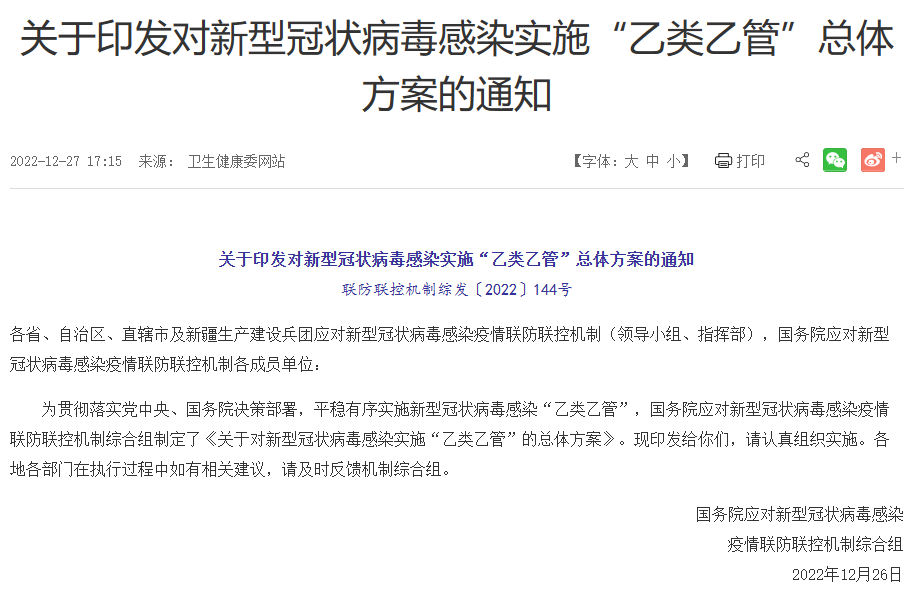 关于印发对新型冠状病毒感染实施“乙类乙管”总体
方案的通知
2022-12-27 17:15 来源： 卫生健康委网站 【字体：大 中 小】 打印 +
关于印发对新型冠状病毒感染实施“乙类乙管”总体方案的通知
联防联控机制综发〔2022〕144号
各省、自治区、直辖市及新疆生产建设兵团应对新型冠状病毒感染疫情联防联控机制（领导小组、指挥部），国务院应对新型
冠状病毒感染疫情联防联控机制各成员单位：
为贯彻落实党中央、国务院决策部署，平稳有序实施新型冠状病毒感染“乙类乙管”，国务院应对新型冠状病毒感染疫情
联防联控机制综合组制定了《关于对新型冠状病毒感染实施“乙类乙管”的总体方案》。现印发给你们，请认真组织实施。各
地各部门在执行过程中如有相关建议，请及时反馈机制综合组。
国务院应对新型冠状病毒感染
疫情联防联控机制综合组
2022年12月26日